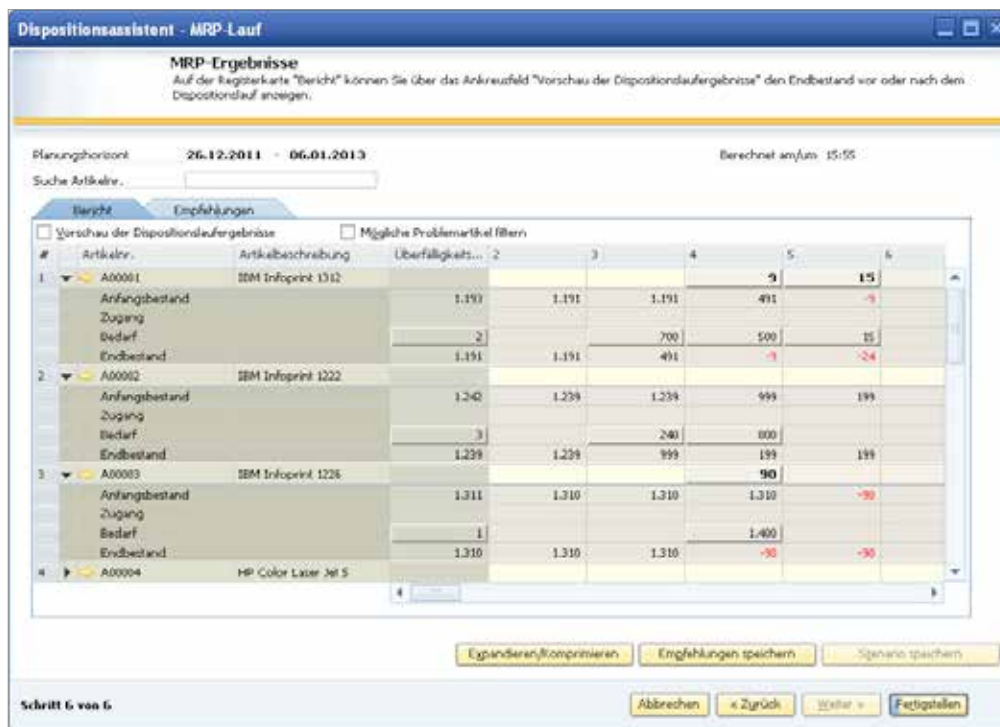 Dispositionsassistent - MRP-Lauf
MRP-Ergebnisse
Auf der Registerkarte "Bericht" können Sie über das Ankreuzfeld "Vorschau der Dispositionslaufergebnisse" den Endbestand vor oder nach dem
Dispositionslauf anzeigen.
Planungshorizont 26.12.2011 - 06.01.2013 Berechnet am/um 15:55
Suche Artikelnr.
Bericht Empfehlungen
Vorschau der Dispositionslaufergebnisse Mögliche Problemartikel filtern
# Artikelnr. Artikelbeschreibung Überfälligkeits... 2 3 4 5 6
1 A00001 IBM Infoprint 1312 9 15
Anfangsbestand 1.193 1.191 1.191 491 -9
Zugang
Bedarf 2 700 500 15
Endbestand 1.191 1.191 491 -9 -24
2 A00002 IBM Infoprint 1222
Anfangsbestand 1.242 1.239 1.239 999 199
Zugang
Bedarf 3 240 800
Endbestand 1.239 1.239 999 199 199
3 A00003 IBM Infoprint 1226 90
Anfangsbestand 1.311 1.310 1.310 1.310 -90
Zugang
Bedarf 1 1.400
Endbestand 1.310 1.310 1.310 -90 -90
4 A00004 HP Color Laser Jet 5
Expandieren/Komprimieren Empfehlungen speichern Szenario speichern
Schritt 6 von 6 Abbrechen « Zurück Weiter » Fertigstellen